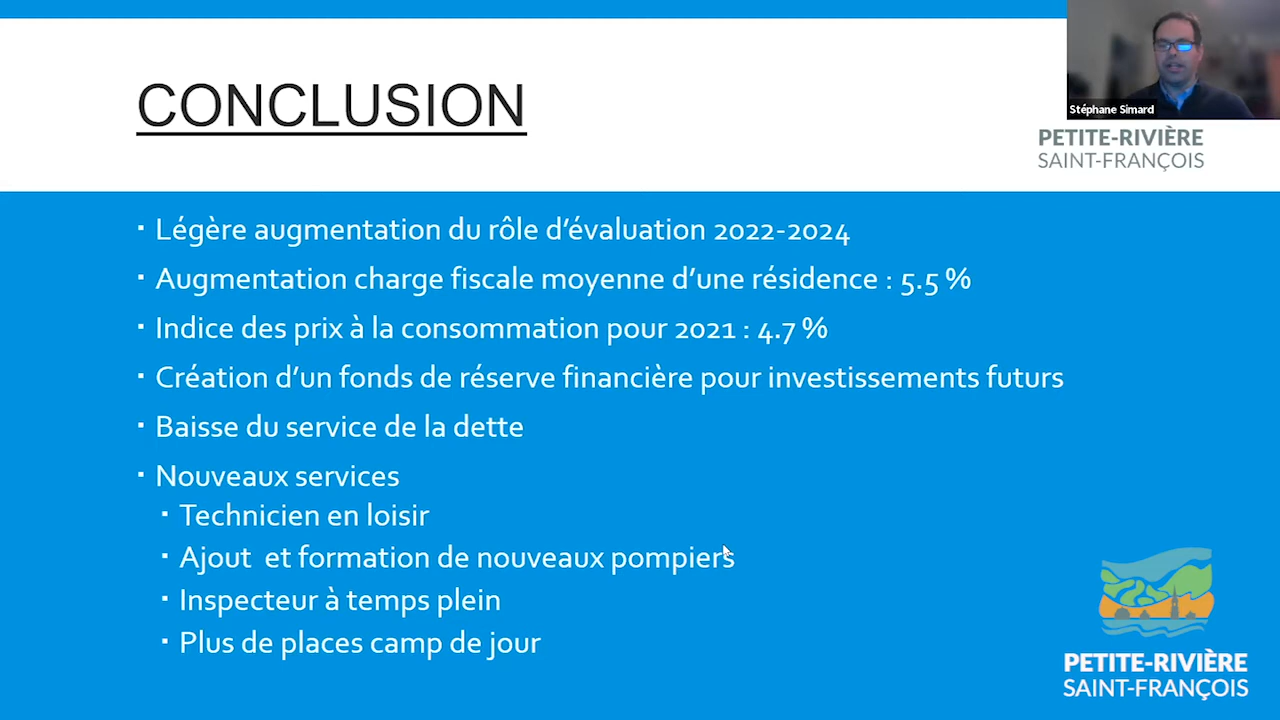 CONCLUSION
Stéphane Simard
PETITE-RIVIÈRE
SAINT-FRANÇOIS
Légère augmentation du rôle d’évaluation 2022-2024
Augmentation charge fiscale moyenne d’une résidence : 5.5 %
Indice des prix à la consommation pour 2021 : 4.7 %
Création d’un fonds de réserve financière pour investissements futurs
Baisse du service de la dette
Nouveaux services
Technicien en loisir
Ajout  et formation de nouveaux pompiers
Inspecteur à temps plein
Plus de places camp de jour
PETITE-RIVIÈRE
SAINT-FRANÇOIS